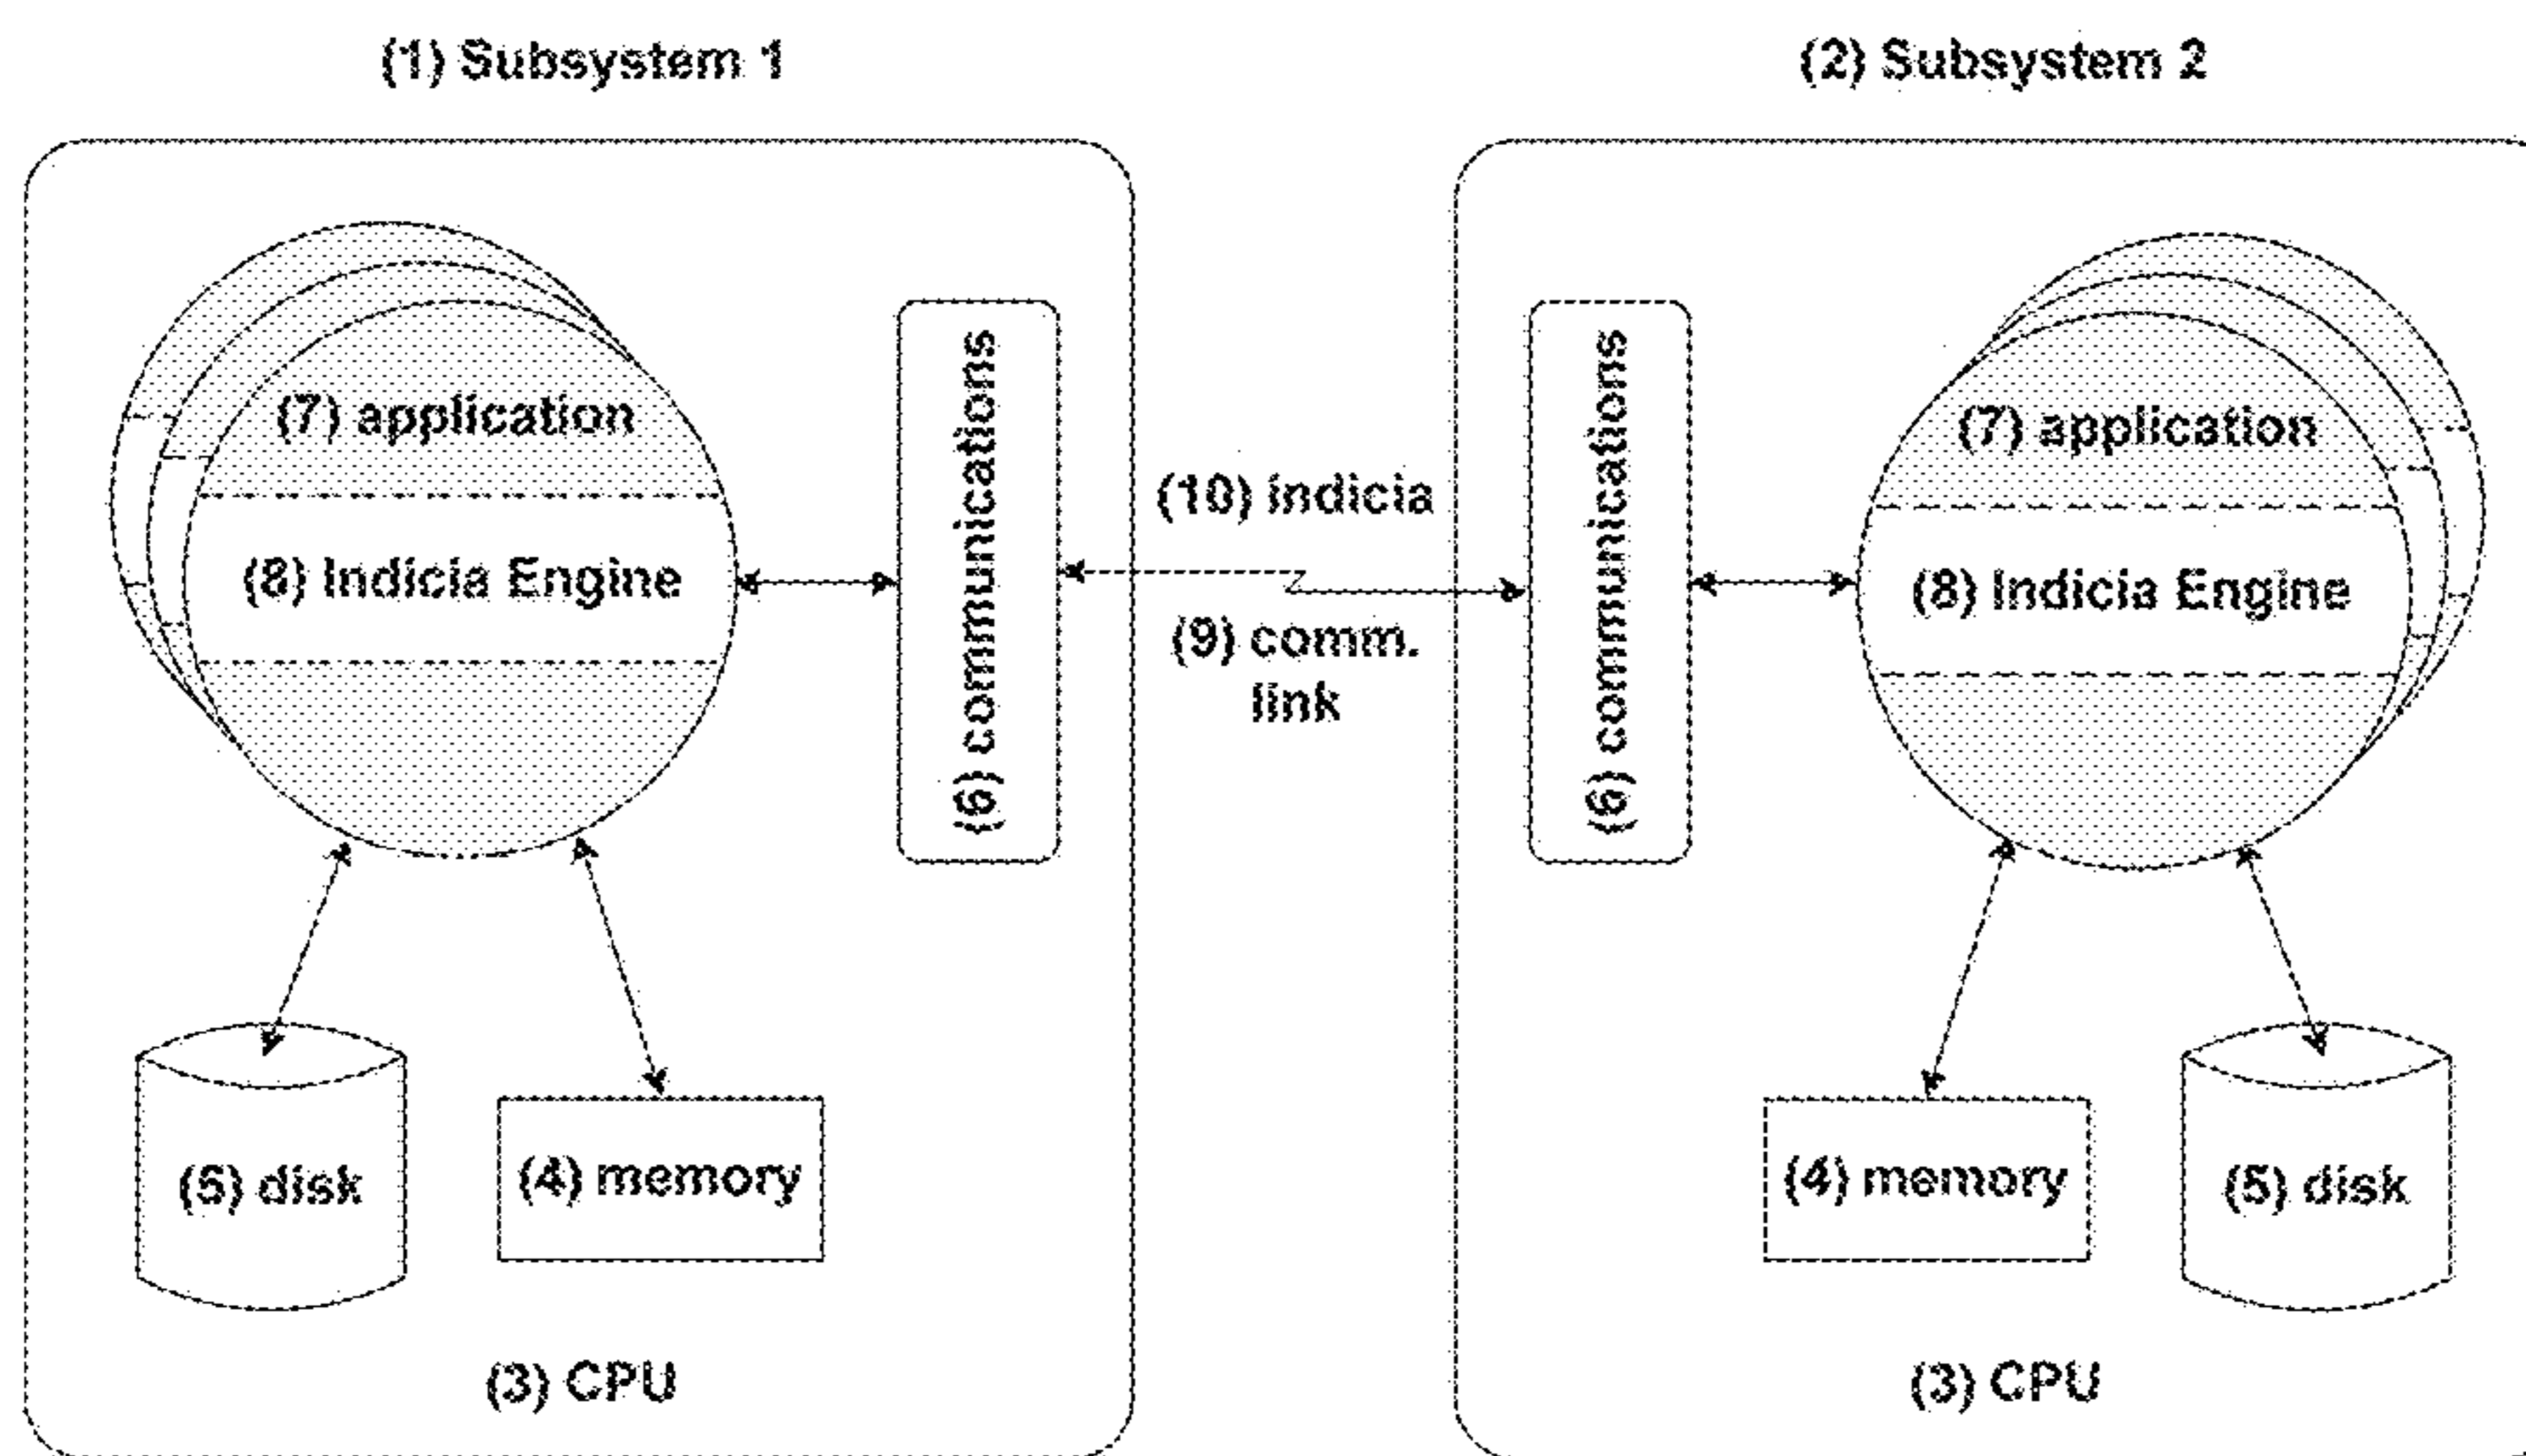 (1) Subsystem 1
(2) Subsystem 2
(7) application
(8) Indicia Engine
(6) communications
(5) disk
(4) memory
(3) CPU
(10) indicia
(9) comm.
link
(6) communications
(7) application
(8) Indicia Engine
(4) memory
(5) disk
(3) CPU